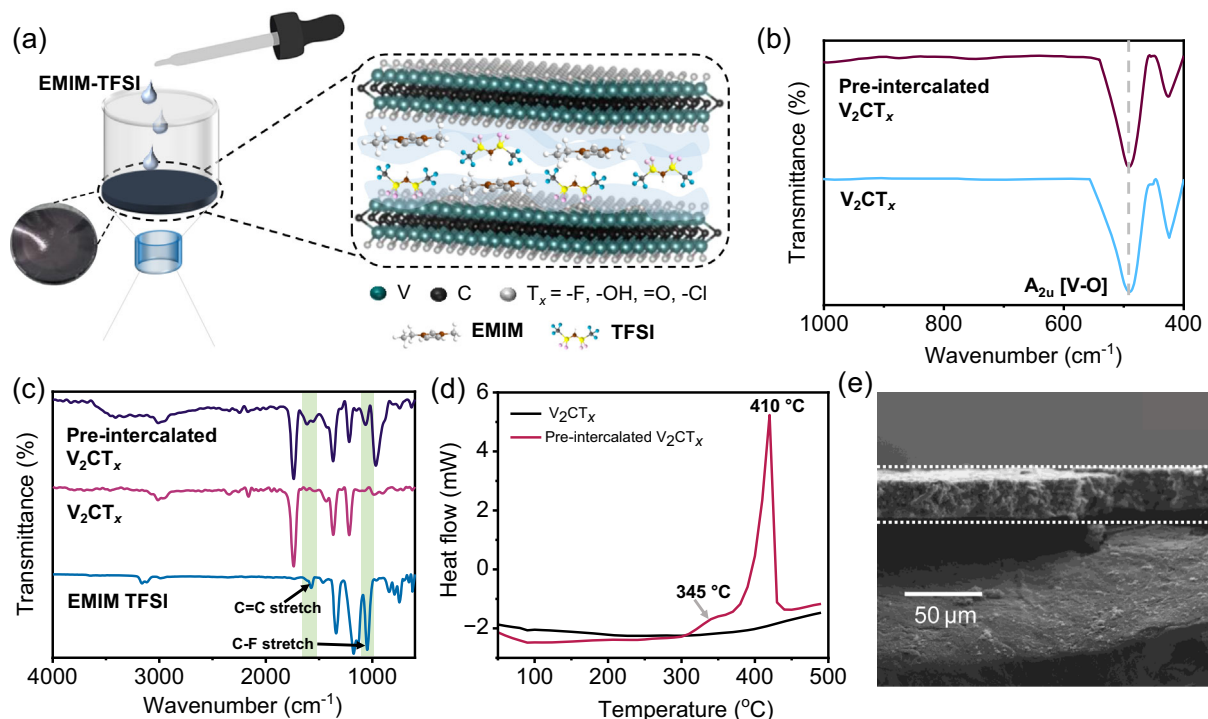 (a)
EMIM-TFSI
V C Tₓ = -F, -OH, =O, -Cl
EMIM TFSI
(b)
Transmittance (%)
Pre-intercalated
V₂CTₓ
V₂CTₓ
A₂ᵤ [V-O]
1000 800 600 400
Wavenumber (cm⁻¹)
(c)
Transmittance (%)
Pre-intercalated
V₂CTₓ
V₂CTₓ
EMIM TFSI
C=C stretch
C-F stretch
4000 3000 2000 1000
Wavenumber (cm⁻¹)
(d)
Heat flow (mW)
6
4
2
0
−2
V₂CTₓ
Pre-intercalated V₂CTₓ
410 °C
345 °C
100 200 300 400 500
Temperature (°C)
(e)
50 µm